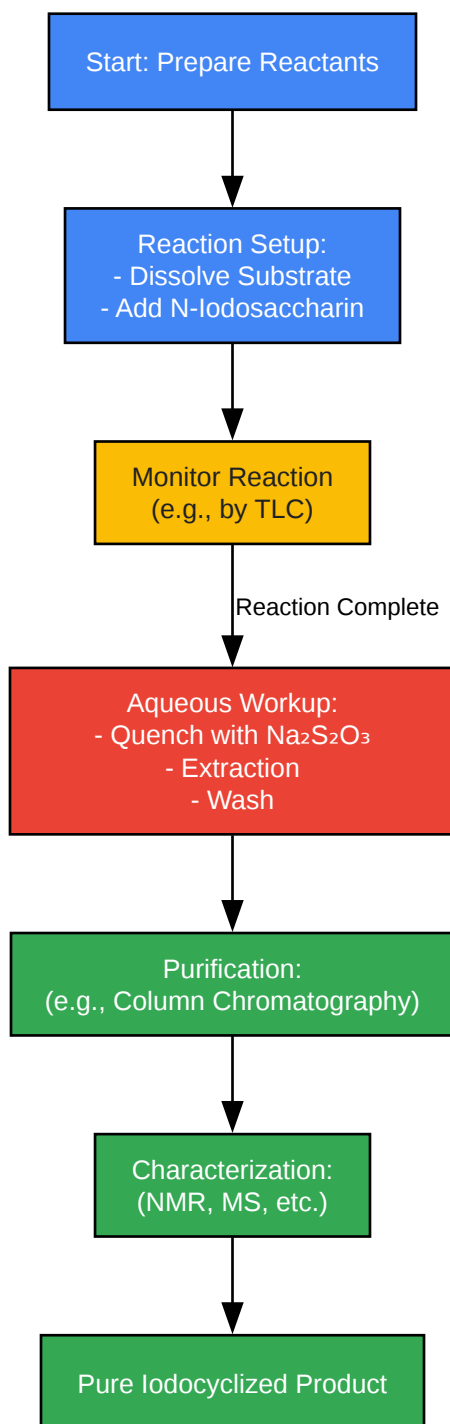 Start: Prepare Reactants
Reaction Setup:
- Dissolve Substrate
- Add N-Iodosaccharin
Monitor Reaction
(e.g., by TLC)
Reaction Complete
Aqueous Workup:
- Quench with Na₂S₂O₃
- Extraction
- Wash
Purification:
(e.g., Column Chromatography)
Characterization:
(NMR, MS, etc.)
Pure Iodocyclized Product